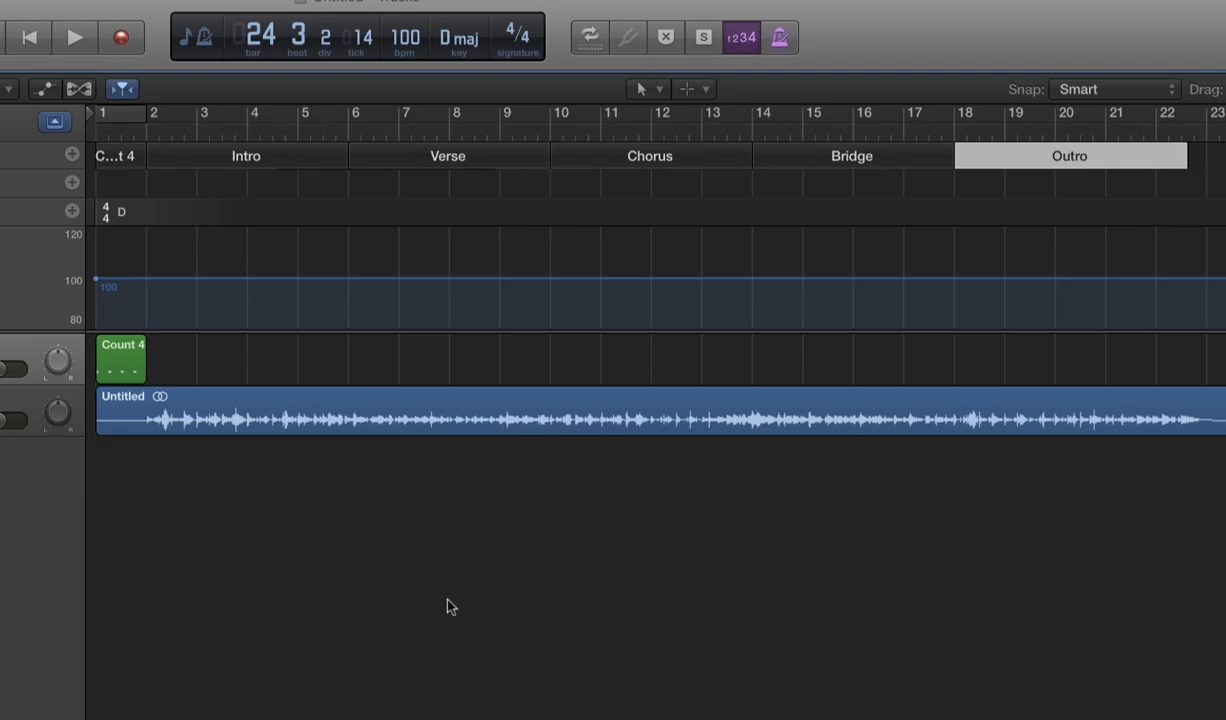 24 3 2 14 100 D maj 4/4
bar beat div tick bpm key signature
S 1234
Snap: Smart Drag:
1 2 3 4 5 6 7 8 9 10 11 12 13 14 15 16 17 18 19 20 21 22 23
C...t 4 Intro Verse Chorus Bridge Outro
4
4 D
120
100
100
80
Count 4
L R
Untitled
L R